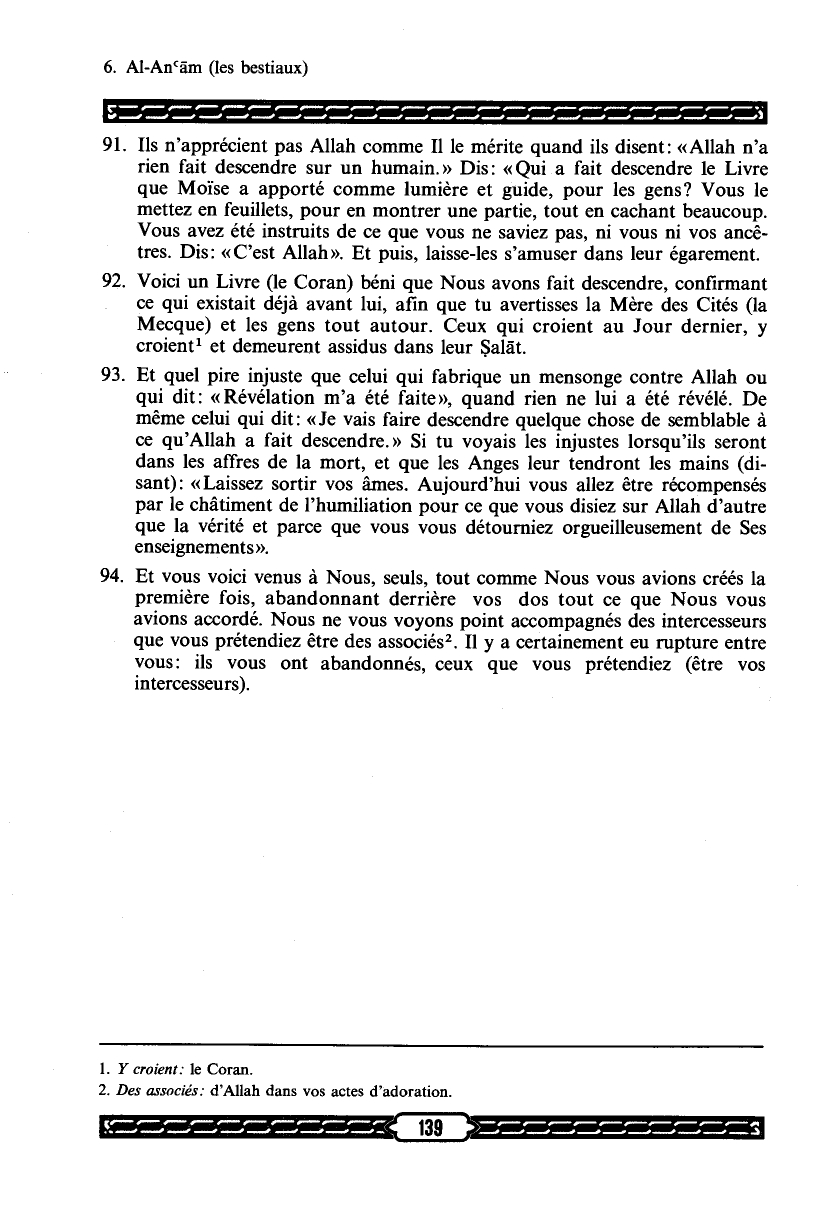 6. Al-Anʿām (les bestiaux)
91. Ils n’apprécient pas Allah comme Il le mérite quand ils disent: «Allah n’a
rien fait descendre sur un humain.» Dis: «Qui a fait descendre le Livre
que Moïse a apporté comme lumière et guide, pour les gens? Vous le
mettez en feuillets, pour en montrer une partie, tout en cachant beaucoup.
Vous avez été instruits de ce que vous ne saviez pas, ni vous ni vos ancê-
tres. Dis: «C’est Allah». Et puis, laisse-les s’amuser dans leur égarement.
92. Voici un Livre (le Coran) béni que Nous avons fait descendre, confirmant
ce qui existait déjà avant lui, afin que tu avertisses la Mère des Cités (la
Mecque) et les gens tout autour. Ceux qui croient au Jour dernier, y
croient¹ et demeurent assidus dans leur Ṣalāt.
93. Et quel pire injuste que celui qui fabrique un mensonge contre Allah ou
qui dit: «Révélation m’a été faite», quand rien ne lui a été révélé. De
même celui qui dit: «Je vais faire descendre quelque chose de semblable à
ce qu’Allah a fait descendre.» Si tu voyais les injustes lorsqu’ils seront
dans les affres de la mort, et que les Anges leur tendront les mains (di-
sant): «Laissez sortir vos âmes. Aujourd’hui vous allez être récompensés
par le châtiment de l’humiliation pour ce que vous disiez sur Allah d’autre
que la vérité et parce que vous vous détourniez orgueilleusement de Ses
enseignements».
94. Et vous voici venus à Nous, seuls, tout comme Nous vous avions créés la
première fois, abandonnant derrière vos dos tout ce que Nous vous
avions accordé. Nous ne vous voyons point accompagnés des intercesseurs
que vous prétendiez être des associés². Il y a certainement eu rupture entre
vous: ils vous ont abandonnés, ceux que vous prétendiez (être vos
intercesseurs).
1. Y croient: le Coran.
2. Des associés: d’Allah dans vos actes d’adoration.
139